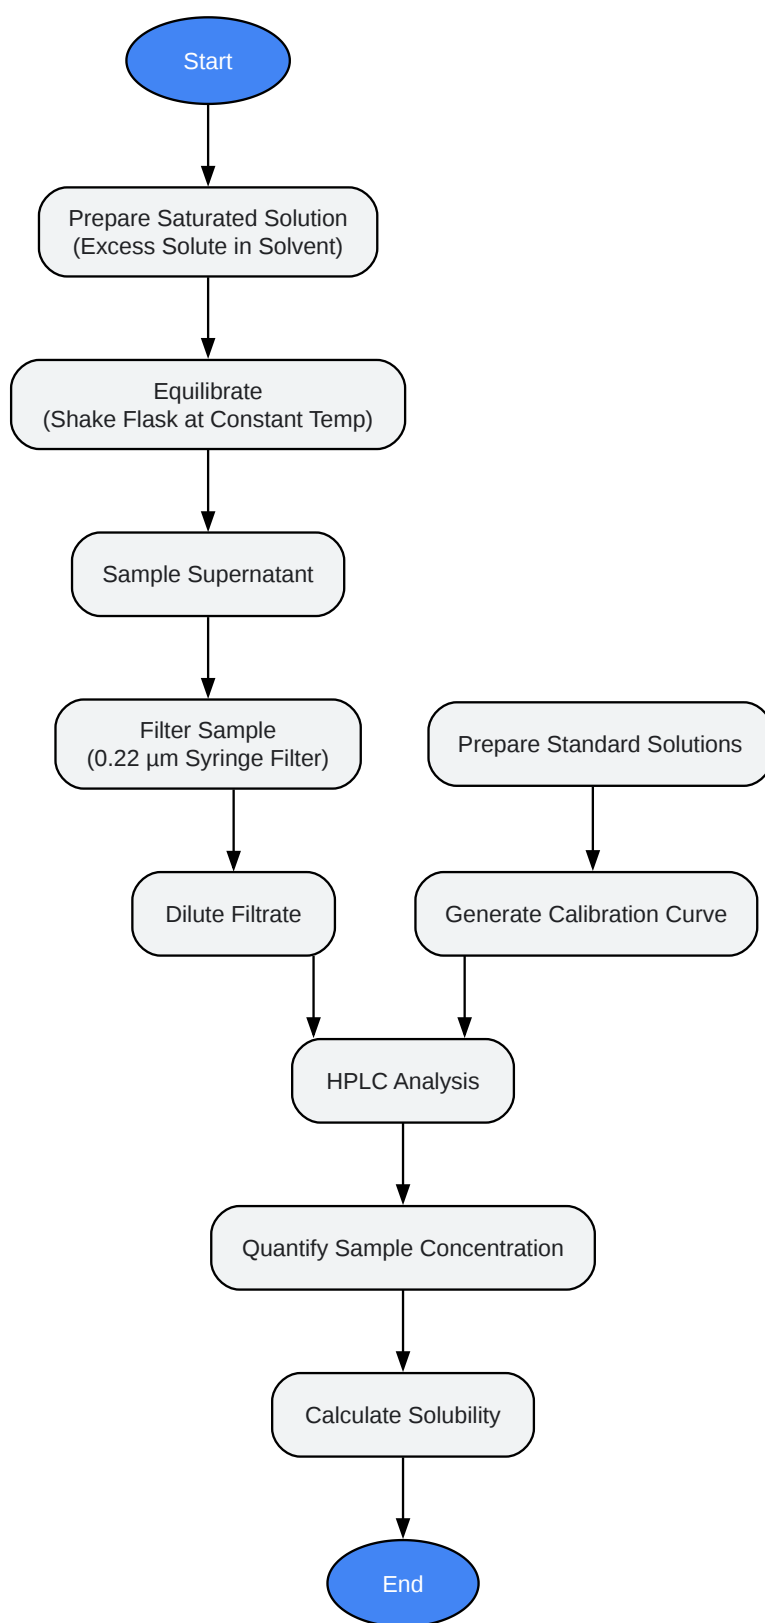 Start
Prepare Saturated Solution
(Excess Solute in Solvent)
Equilibrate
(Shake Flask at Constant Temp)
Sample Supernatant
Filter Sample
(0.22 µm Syringe Filter)
Prepare Standard Solutions
Dilute Filtrate
Generate Calibration Curve
HPLC Analysis
Quantify Sample Concentration
Calculate Solubility
End